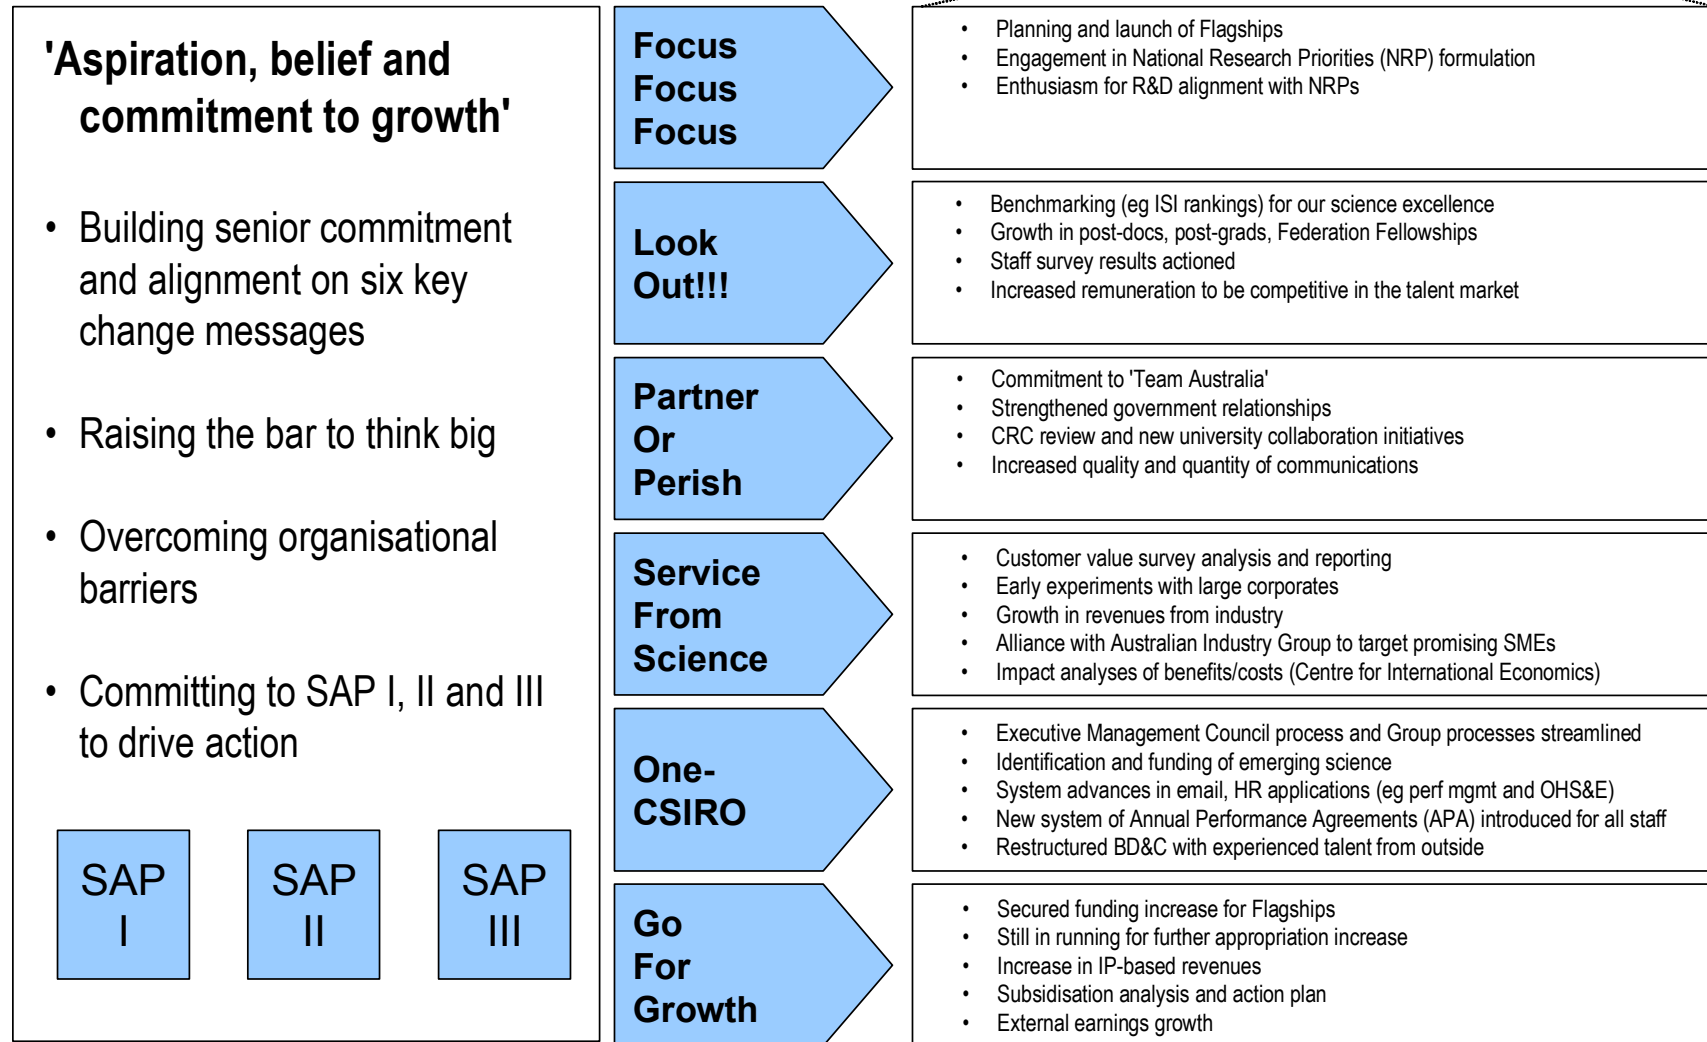 'Aspiration, belief and
commitment to growth'
• Building senior commitment
and alignment on six key
change messages
• Raising the bar to think big
• Overcoming organisational
barriers
• Committing to SAP I, II and III
to drive action
SAP
I
SAP
II
SAP
III
Focus
Focus
Focus
• Planning and launch of Flagships
• Engagement in National Research Priorities (NRP) formulation
• Enthusiasm for R&D alignment with NRPs
Look
Out!!!
• Benchmarking (eg ISI rankings) for our science excellence
• Growth in post-docs, post-grads, Federation Fellowships
• Staff survey results actioned
• Increased remuneration to be competitive in the talent market
Partner
Or
Perish
• Commitment to 'Team Australia'
• Strengthened government relationships
• CRC review and new university collaboration initiatives
• Increased quality and quantity of communications
Service
From
Science
• Customer value survey analysis and reporting
• Early experiments with large corporates
• Growth in revenues from industry
• Alliance with Australian Industry Group to target promising SMEs
• Impact analyses of benefits/costs (Centre for International Economics)
One-
CSIRO
• Executive Management Council process and Group processes streamlined
• Identification and funding of emerging science
• System advances in email, HR applications (eg perf mgmt and OHS&E)
• New system of Annual Performance Agreements (APA) introduced for all staff
• Restructured BD&C with experienced talent from outside
Go
For
Growth
• Secured funding increase for Flagships
• Still in running for further appropriation increase
• Increase in IP-based revenues
• Subsidisation analysis and action plan
• External earnings growth